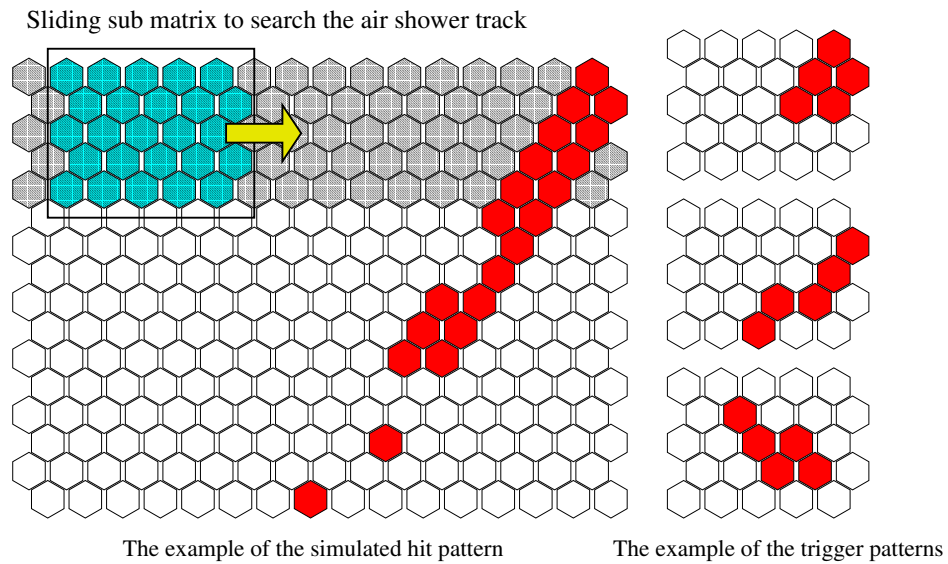 Sliding sub matrix to search the air shower track
The example of the simulated hit pattern
The example of the trigger patterns